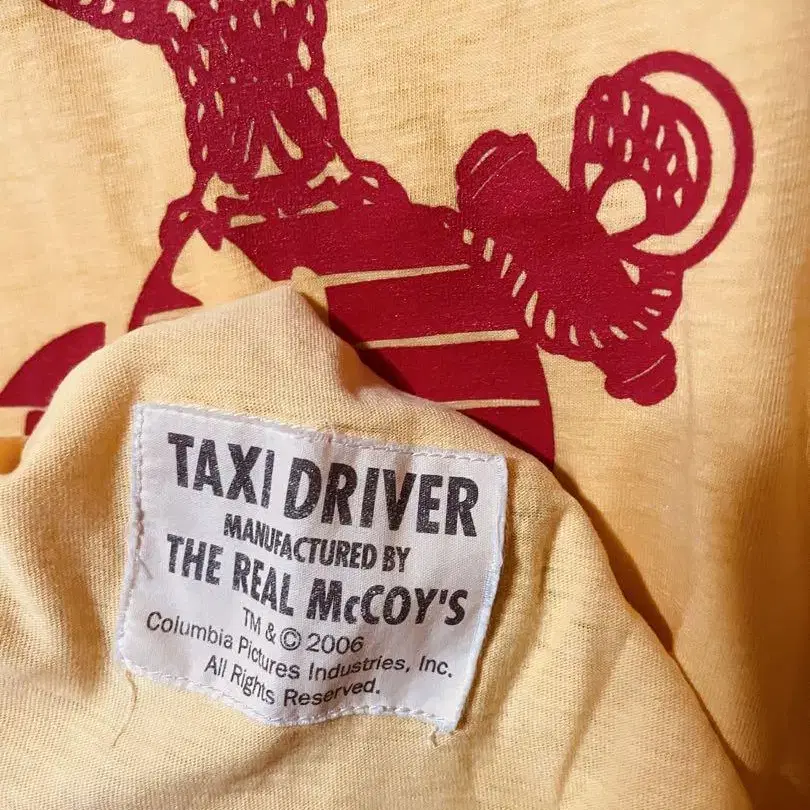 TAXI DRIVER
MANUFACTURED BY
THE REAL McCOY'S
TM & © 2006
Columbia Pictures Industries, Inc.
All Rights Reserved.